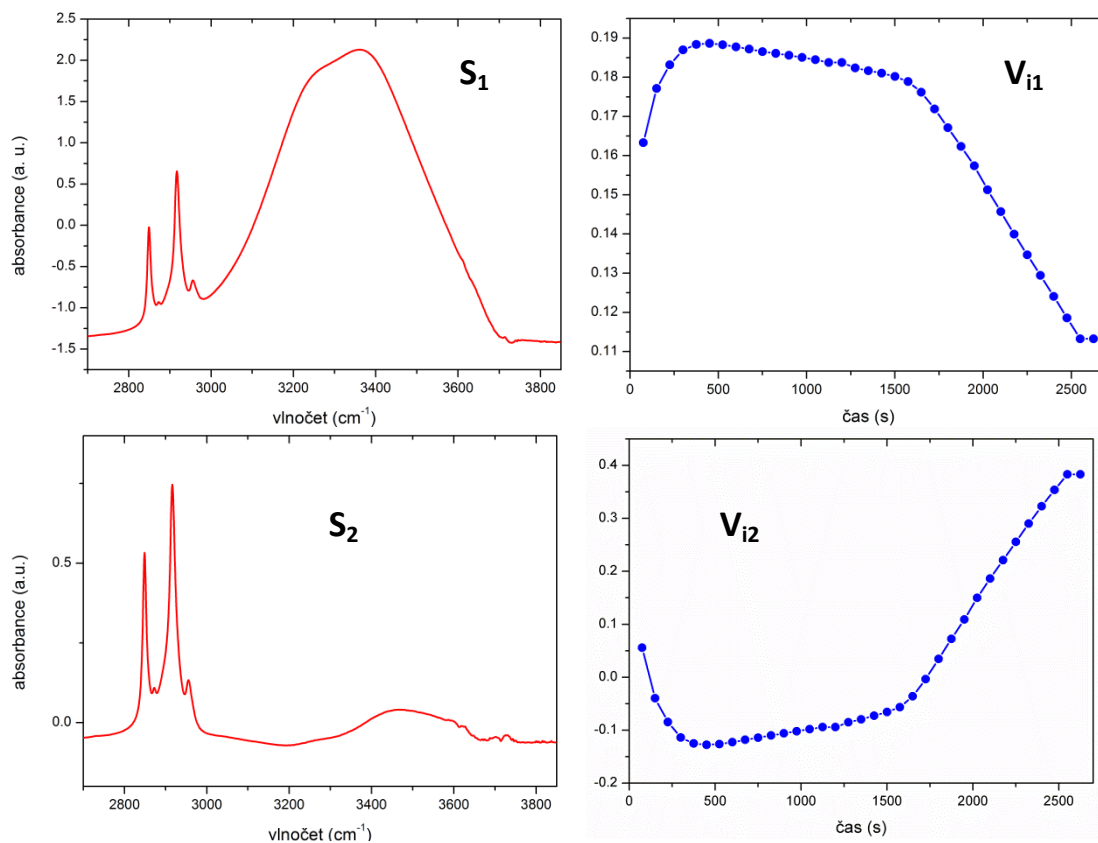 2.5
2.0
1.5
1.0
0.5
0.0
-0.5
-1.0
-1.5
absorbance (a. u.)
S₁
2800 3000 3200 3400 3600 3800
vlnočet (cm⁻¹)
0.19
0.18
0.17
0.16
0.15
0.14
0.13
0.12
0.11
Vᵢ₁
0 500 1000 1500 2000 2500
čas (s)
0.5
0.0
absorbance (a.u.)
S₂
2800 3000 3200 3400 3600 3800
vlnočet (cm⁻¹)
0.4
0.3
0.2
0.1
0.0
-0.1
-0.2
Vᵢ₂
0 500 1000 1500 2000 2500
čas (s)